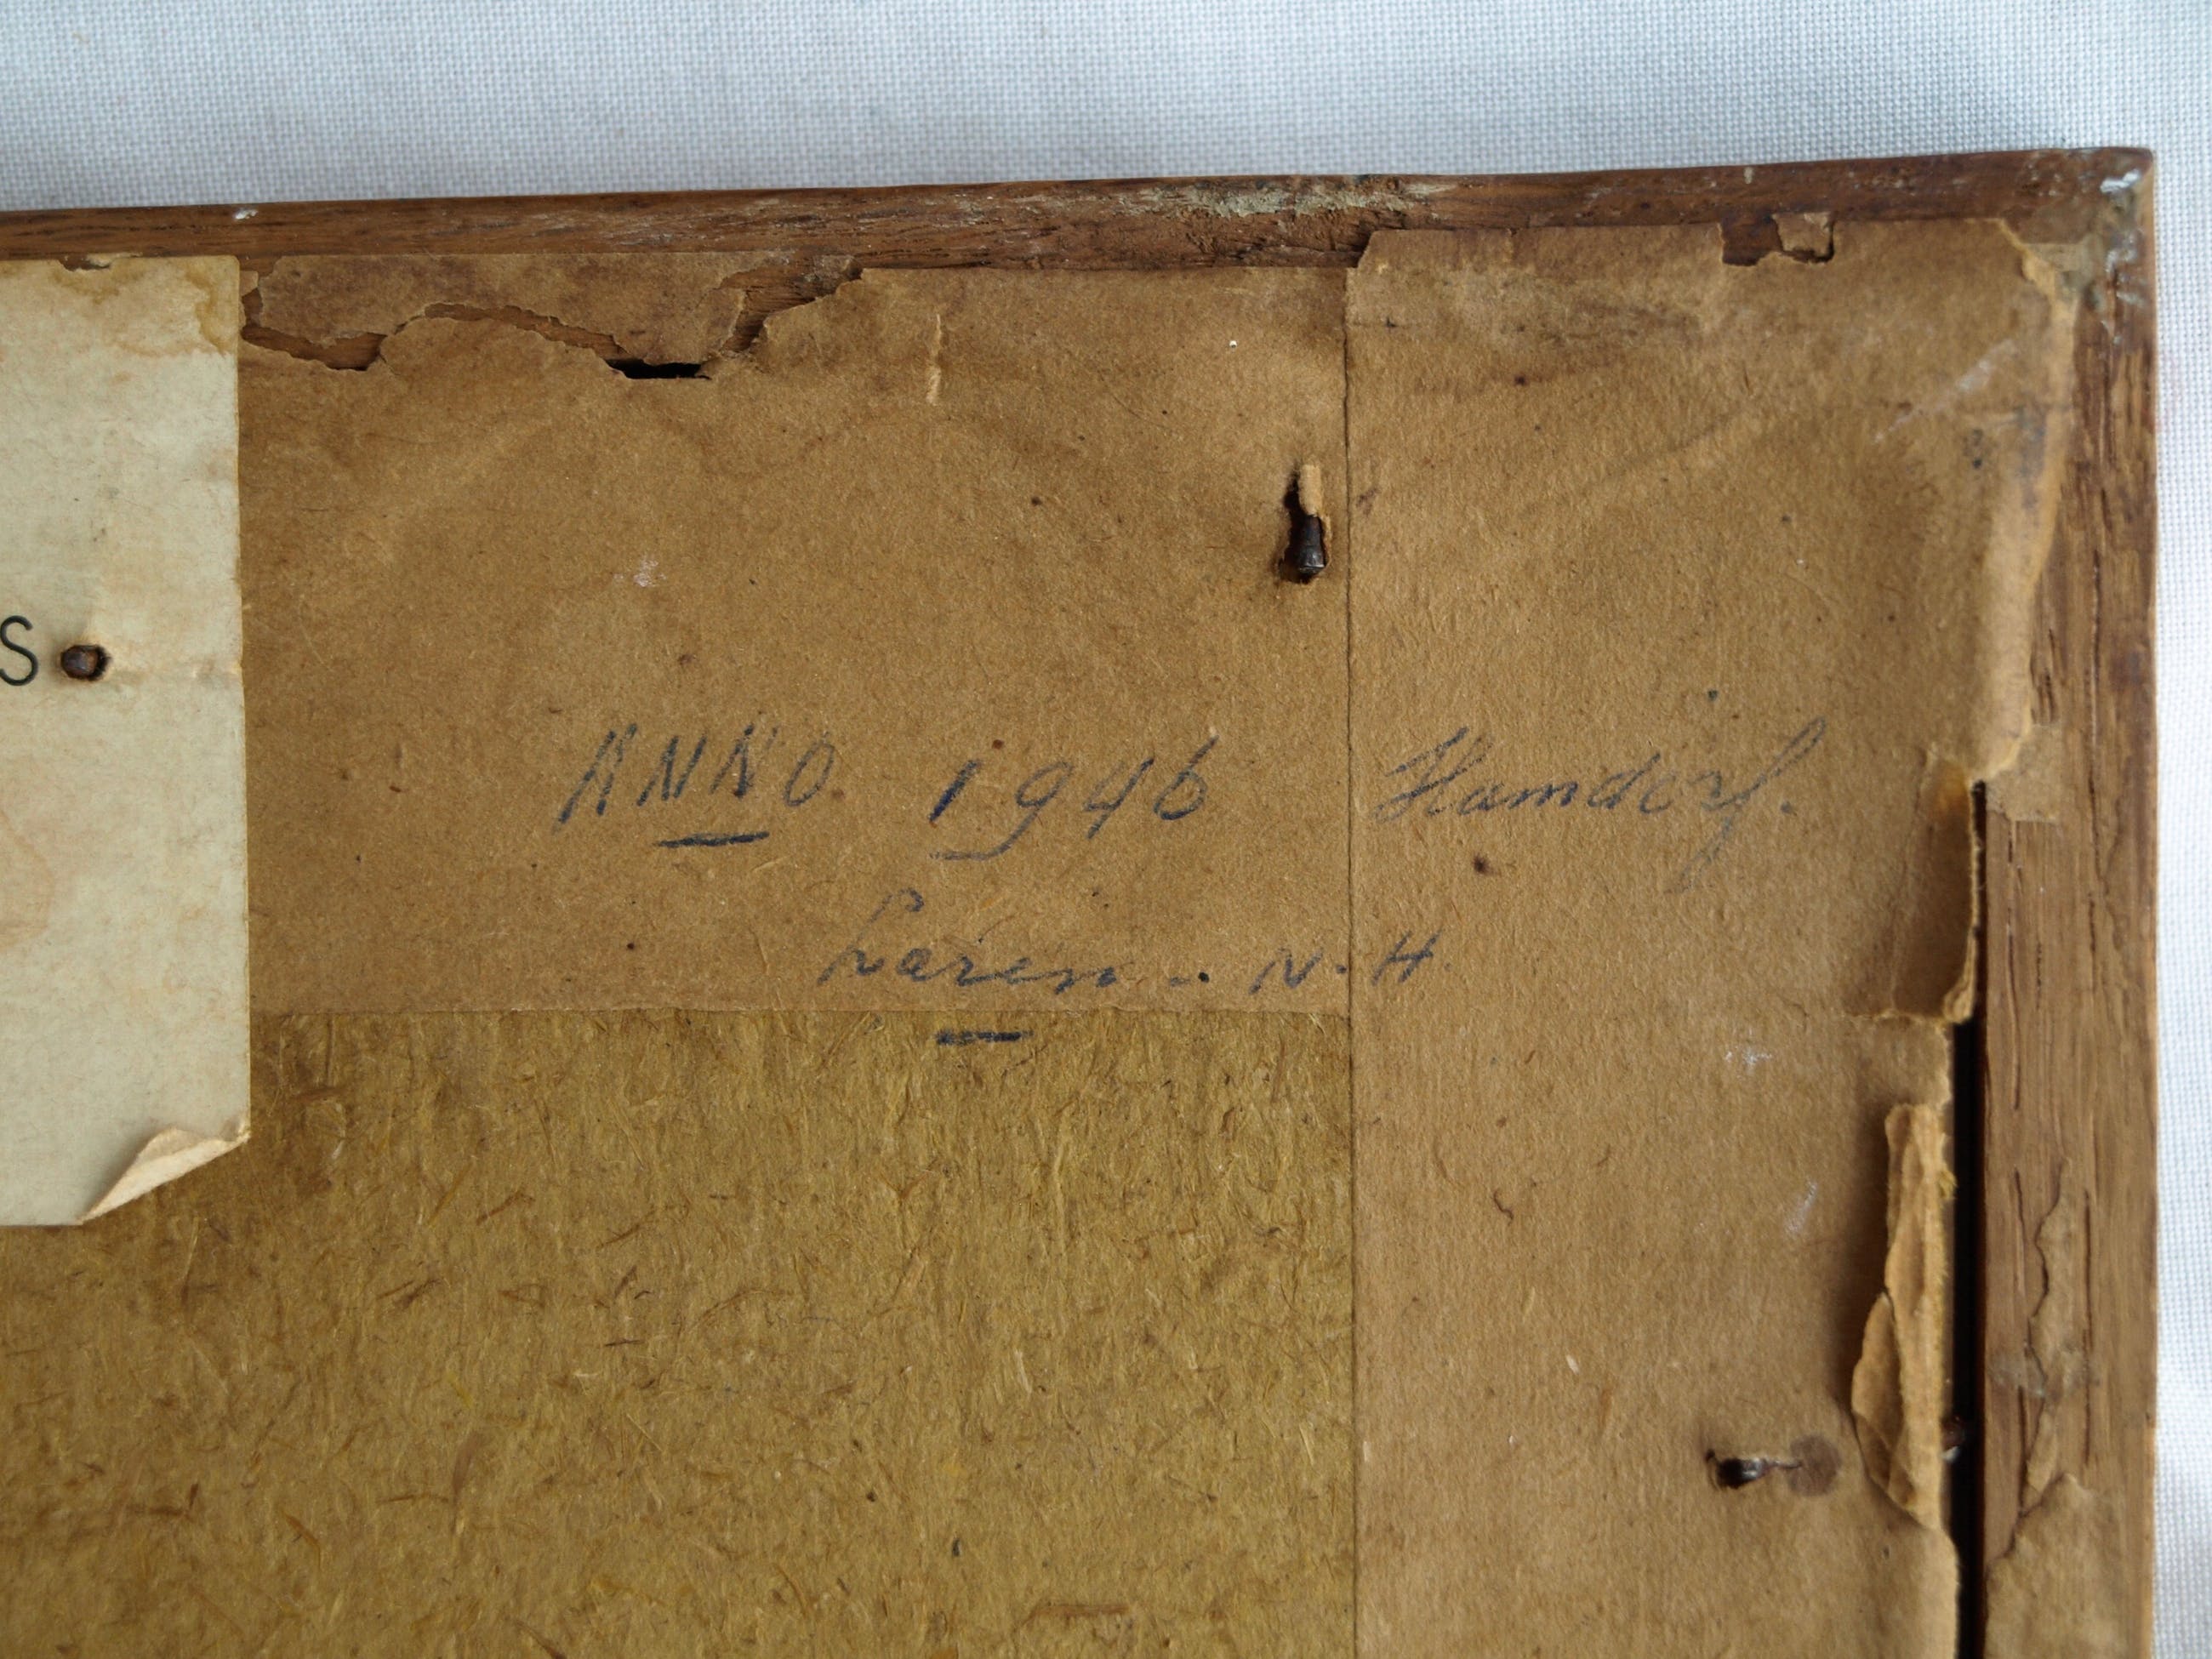 S
ANNO 1946 Hamdorf.
Laren - N.H.